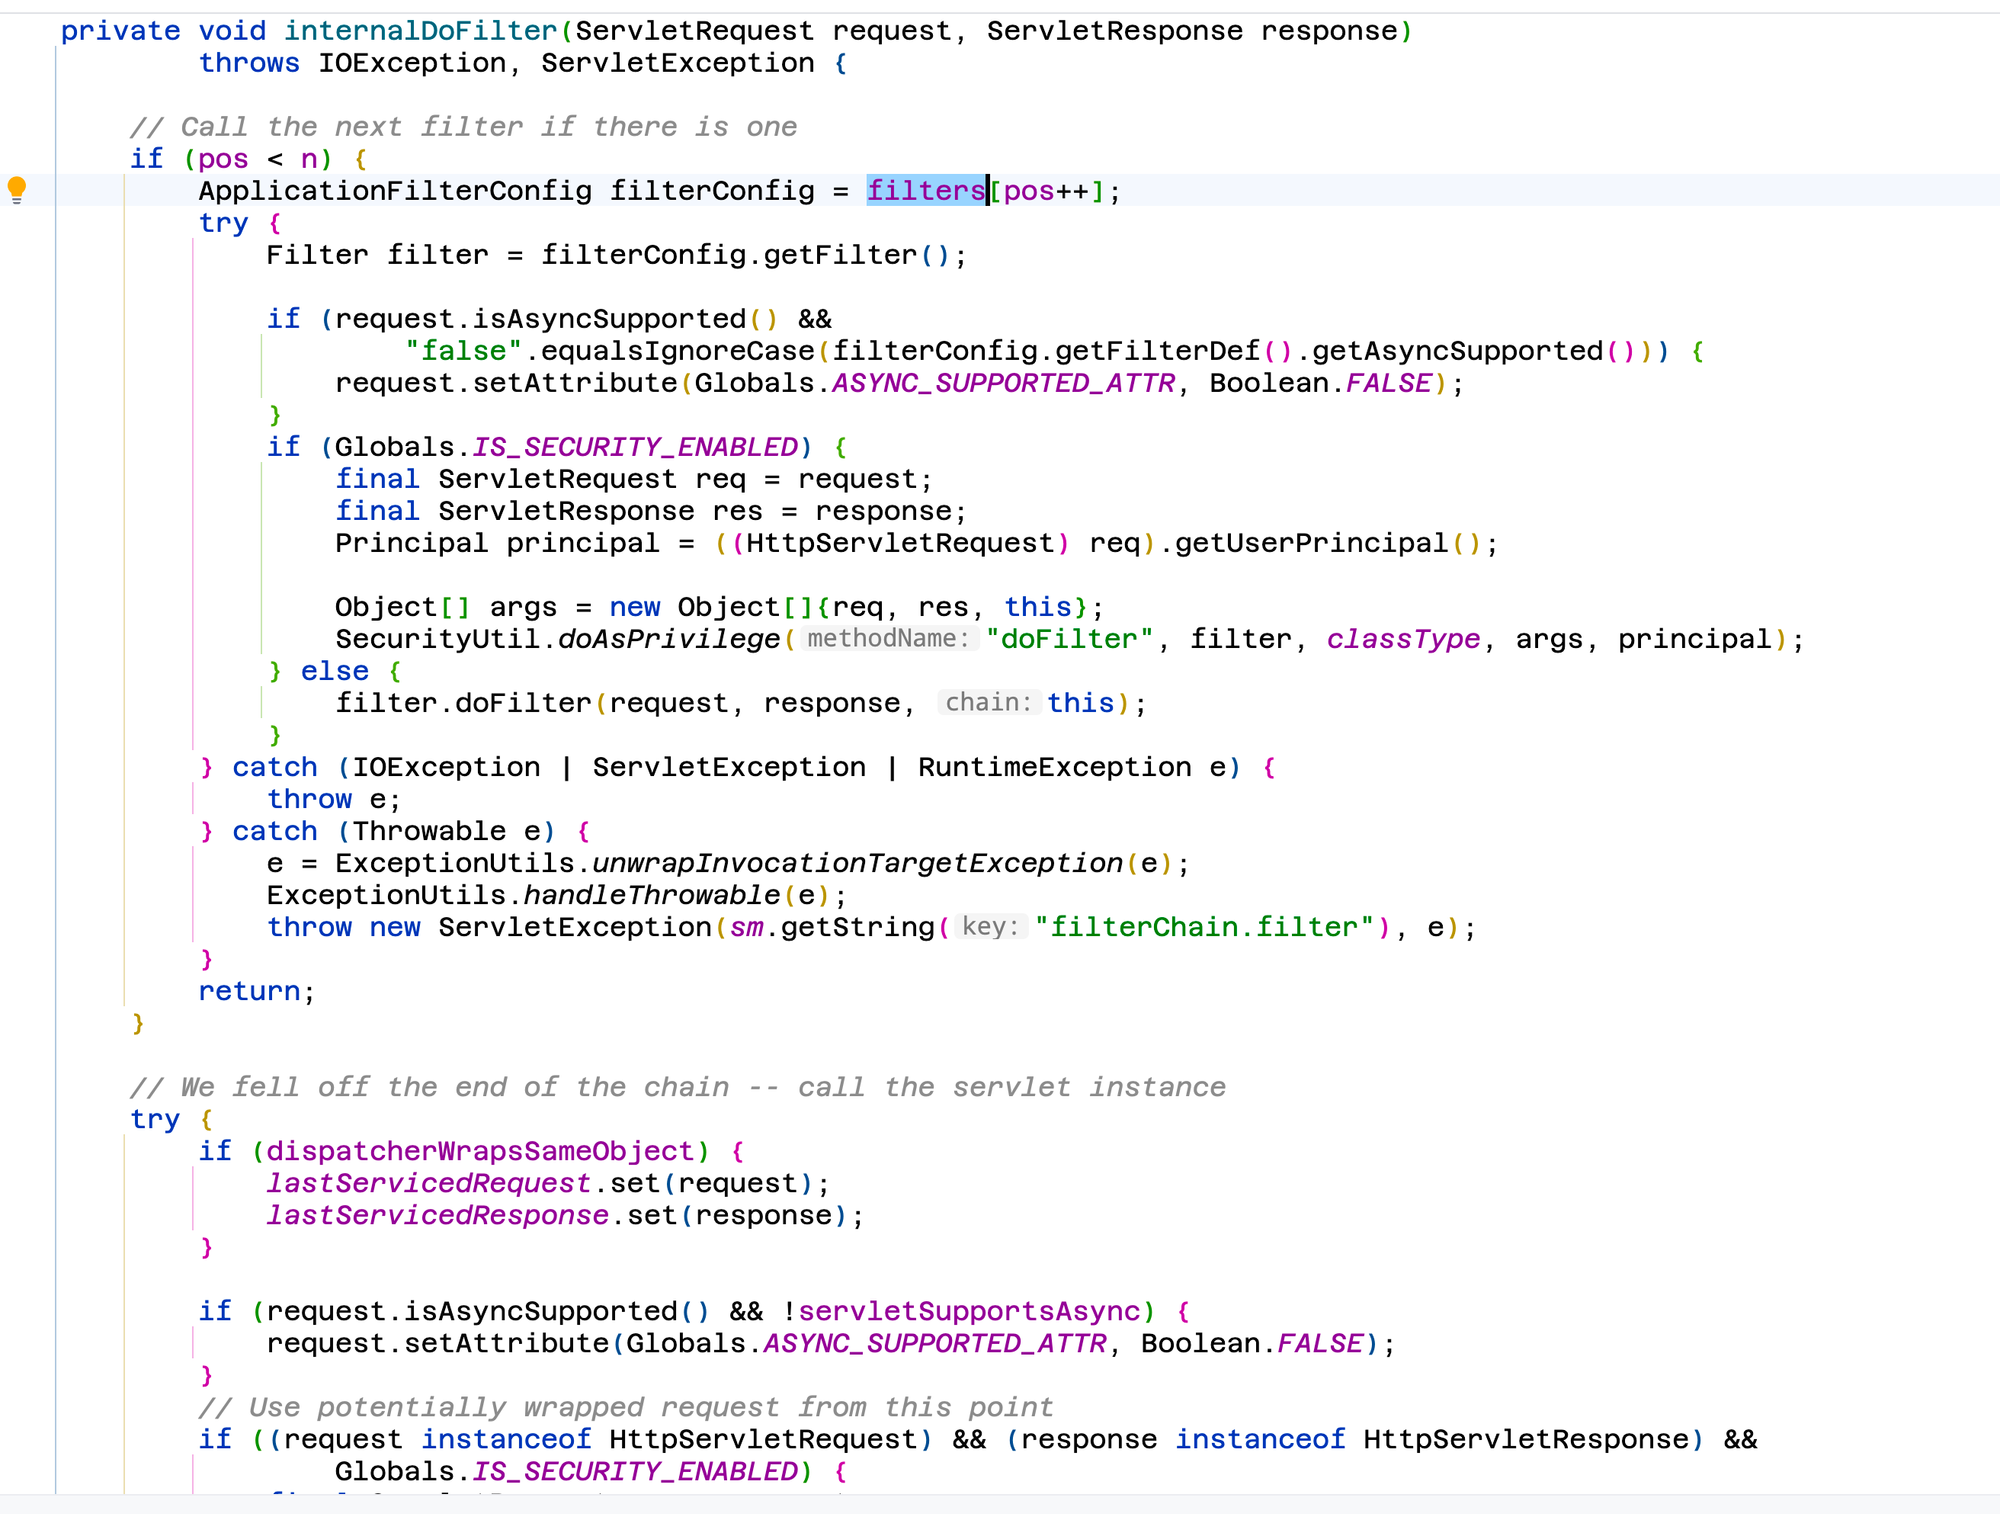 private void internalDoFilter(ServletRequest request, ServletResponse response)
throws IOException, ServletException {
// Call the next filter if there is one
if (pos < n) {
ApplicationFilterConfig filterConfig = filters[pos++];
try {
Filter filter = filterConfig.getFilter();
if (request.isAsyncSupported() &&
"false".equalsIgnoreCase(filterConfig.getFilterDef().getAsyncSupported())) {
request.setAttribute(Globals.ASYNC_SUPPORTED_ATTR, Boolean.FALSE);
}
if (Globals.IS_SECURITY_ENABLED) {
final ServletRequest req = request;
final ServletResponse res = response;
Principal principal = ((HttpServletRequest) req).getUserPrincipal();
Object[] args = new Object[]{req, res, this};
SecurityUtil.doAsPrivilege( methodName: "doFilter", filter, classType, args, principal);
} else {
filter.doFilter(request, response, chain: this);
}
} catch (IOException | ServletException | RuntimeException e) {
throw e;
} catch (Throwable e) {
e = ExceptionUtils.unwrapInvocationTargetException(e);
ExceptionUtils.handleThrowable(e);
throw new ServletException(sm.getString( key: "filterChain.filter"), e);
}
return;
}
// We fell off the end of the chain -- call the servlet instance
try {
if (dispatcherWrapsSameObject) {
lastServicedRequest.set(request);
lastServicedResponse.set(response);
}
if (request.isAsyncSupported() && !servletSupportsAsync) {
request.setAttribute(Globals.ASYNC_SUPPORTED_ATTR, Boolean.FALSE);
}
// Use potentially wrapped request from this point
if ((request instanceof HttpServletRequest) && (response instanceof HttpServletResponse) &&
Globals.IS_SECURITY_ENABLED) {